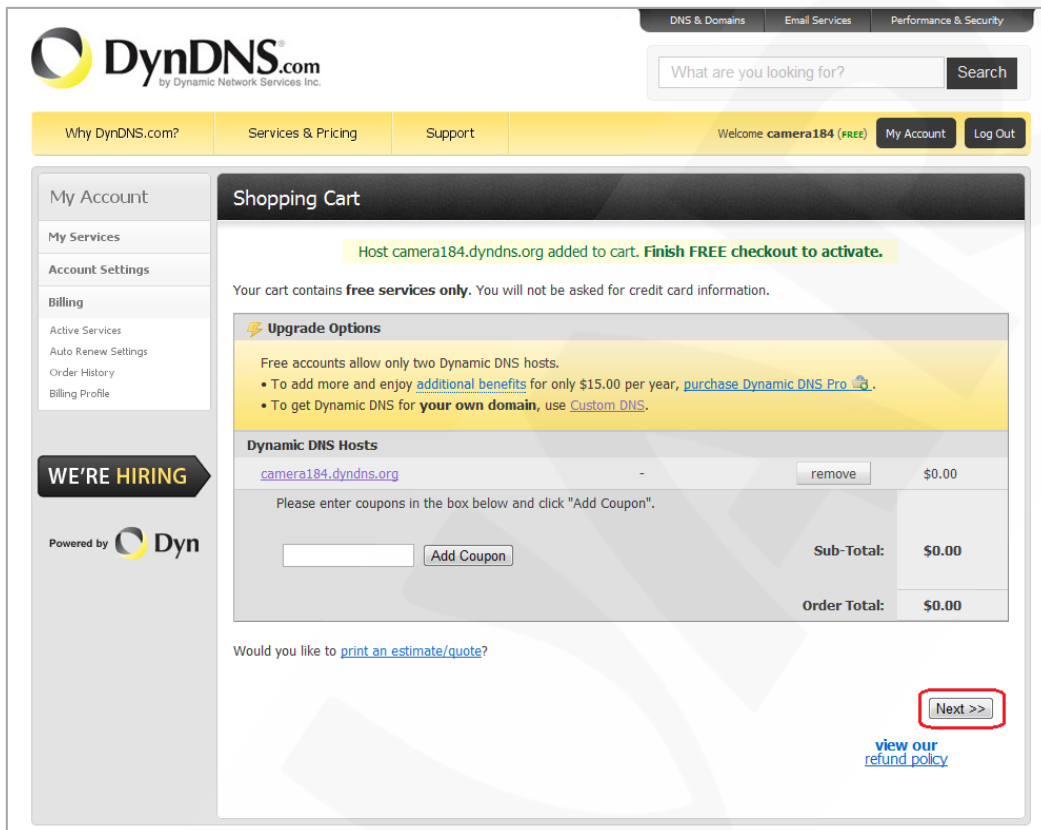 DNS & Domains Email Services Performance & Security
DynDNS.com
by Dynamic Network Services Inc.
What are you looking for? Search
Why DynDNS.com? Services & Pricing Support Welcome camera184 (FREE) My Account Log Out
My Account
My Services
Account Settings
Billing
Active Services
Auto Renew Settings
Order History
Billing Profile
WE'RE HIRING
Powered by Dyn
Shopping Cart
Host camera184.dyndns.org added to cart. Finish FREE checkout to activate.
Your cart contains free services only. You will not be asked for credit card information.
Upgrade Options
Free accounts allow only two Dynamic DNS hosts.
• To add more and enjoy additional benefits for only $15.00 per year, purchase Dynamic DNS Pro .
• To get Dynamic DNS for your own domain, use Custom DNS.
Dynamic DNS Hosts
camera184.dyndns.org - remove $0.00
Please enter coupons in the box below and click "Add Coupon".
Add Coupon Sub-Total: $0.00
Order Total: $0.00
Would you like to print an estimate/quote?
Next >>
view our
refund policy